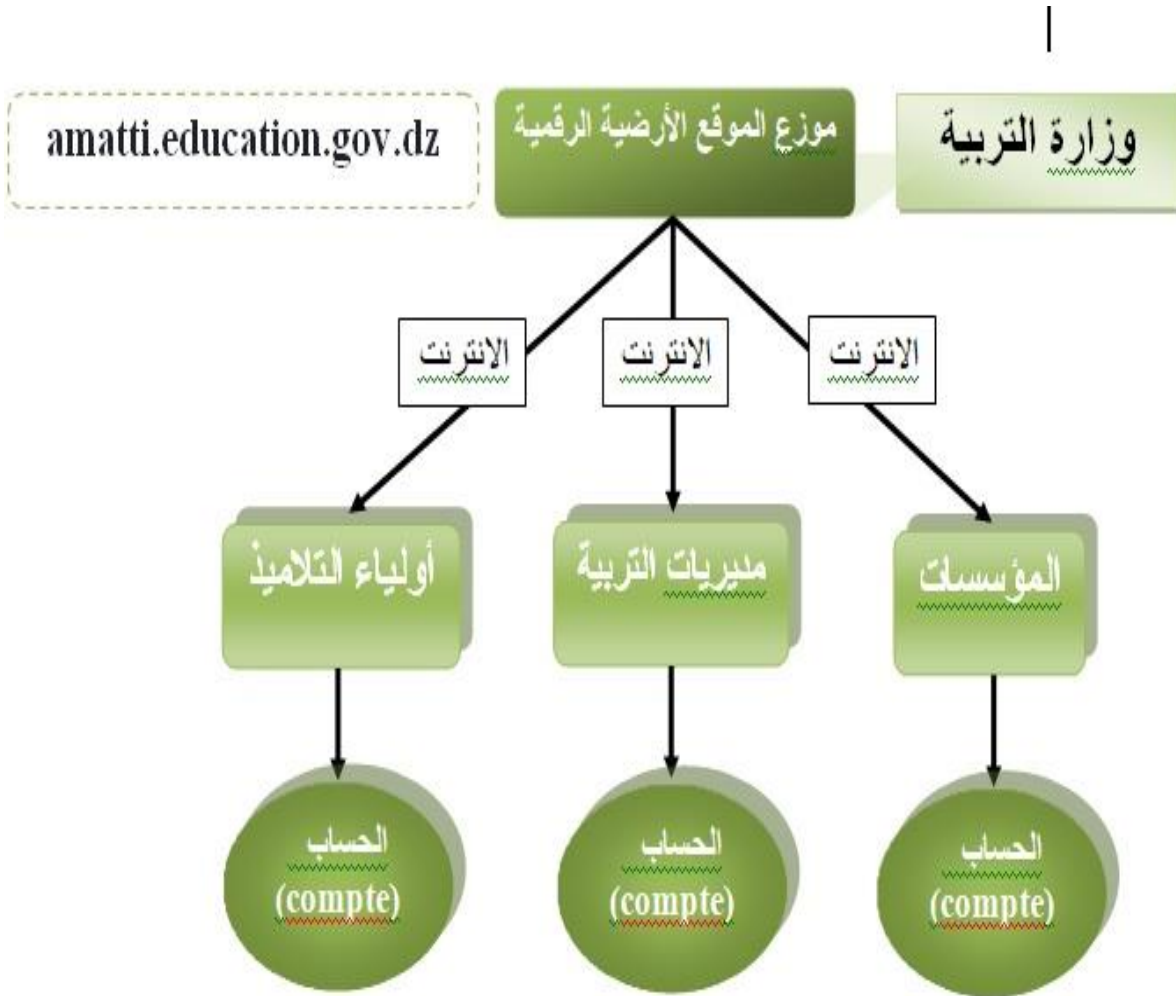 وزارة التربية
موزع الموقع الأرضية الرقمية
amatti.education.gov.dz
الانترنت
الانترنت
الانترنت
المؤسسات
مديريات التربية
أولياء التلاميذ
الحساب
(compte)
الحساب
(compte)
الحساب
(compte)